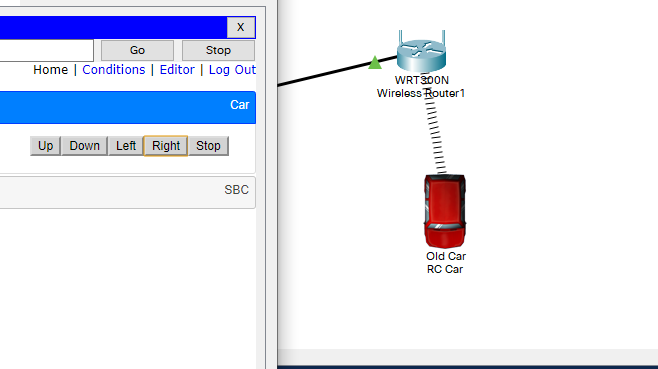 X
Go Stop
Home | Conditions | Editor | Log Out
Car
Up Down Left Right Stop
SBC
WRT300N
Wireless Router1
Old Car
RC Car